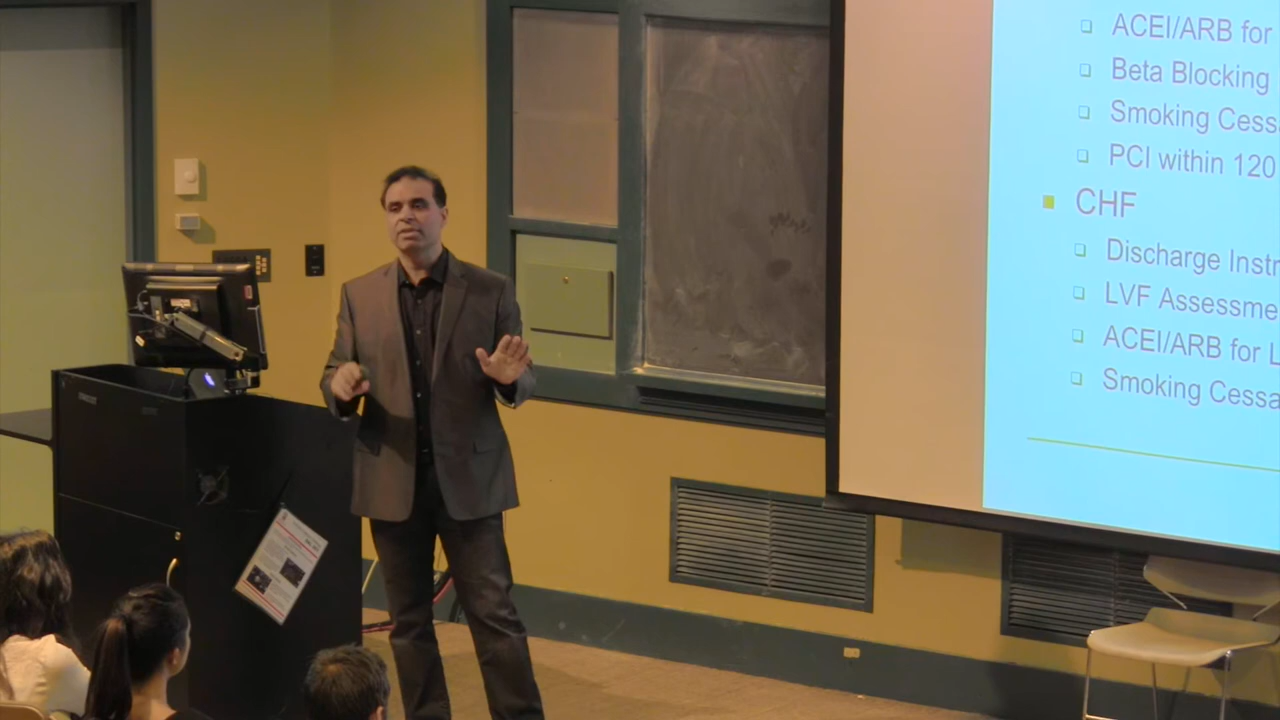 ACEI/ARB for
Beta Blocking
Smoking Cess
PCI within 120
CHF
Discharge Instr
LVF Assessme
ACEI/ARB for L
Smoking Cessa